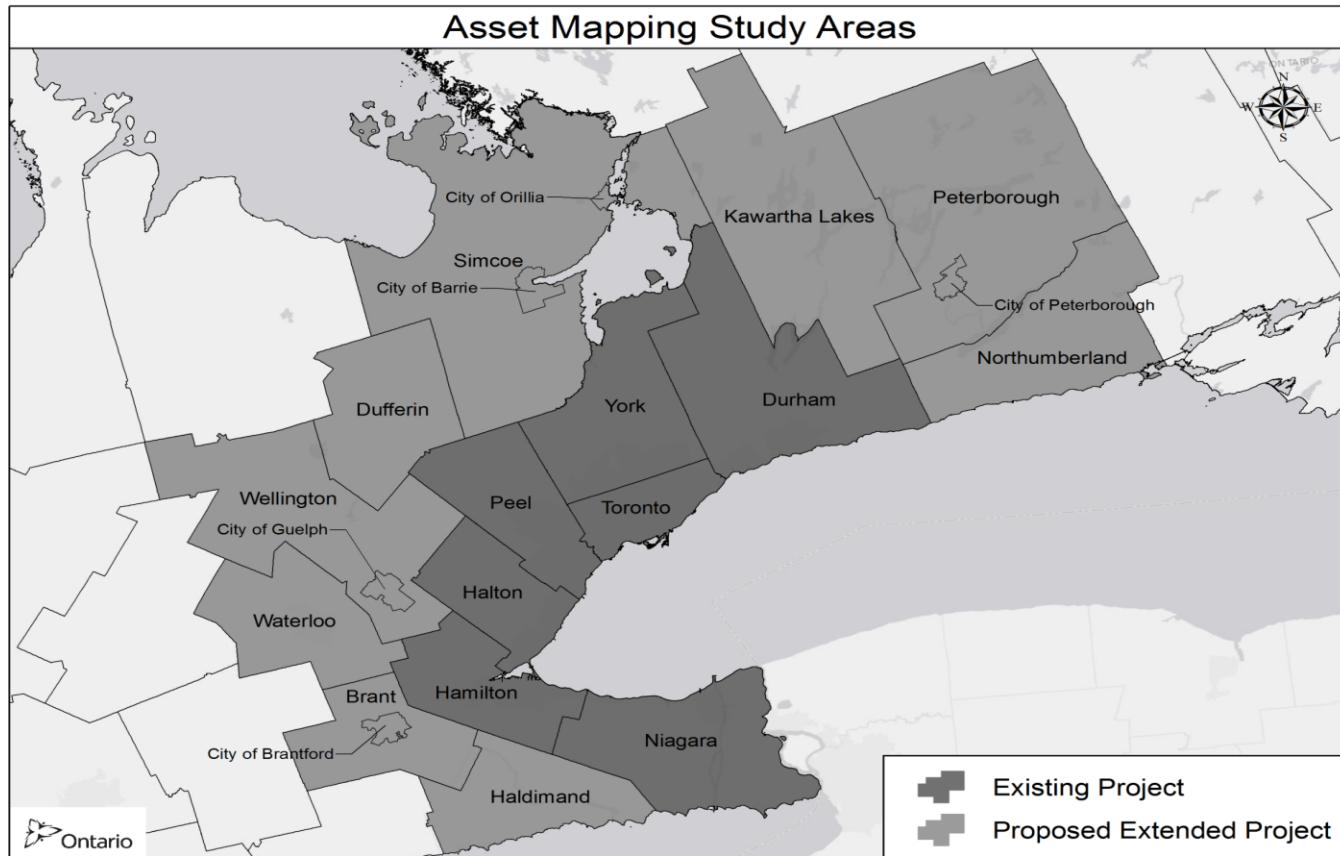 Asset Mapping Study Areas
ONTARIO
N
W
E
S
City of Orillia
Kawartha Lakes
Peterborough
Simcoe
City of Barrie
City of Peterborough
Northumberland
Dufferin
York
Durham
Wellington
Peel
Toronto
City of Guelph
Halton
Waterloo
Brant
Hamilton
City of Brantford
Niagara
Haldimand
Existing Project
Proposed Extended Project
Ontario